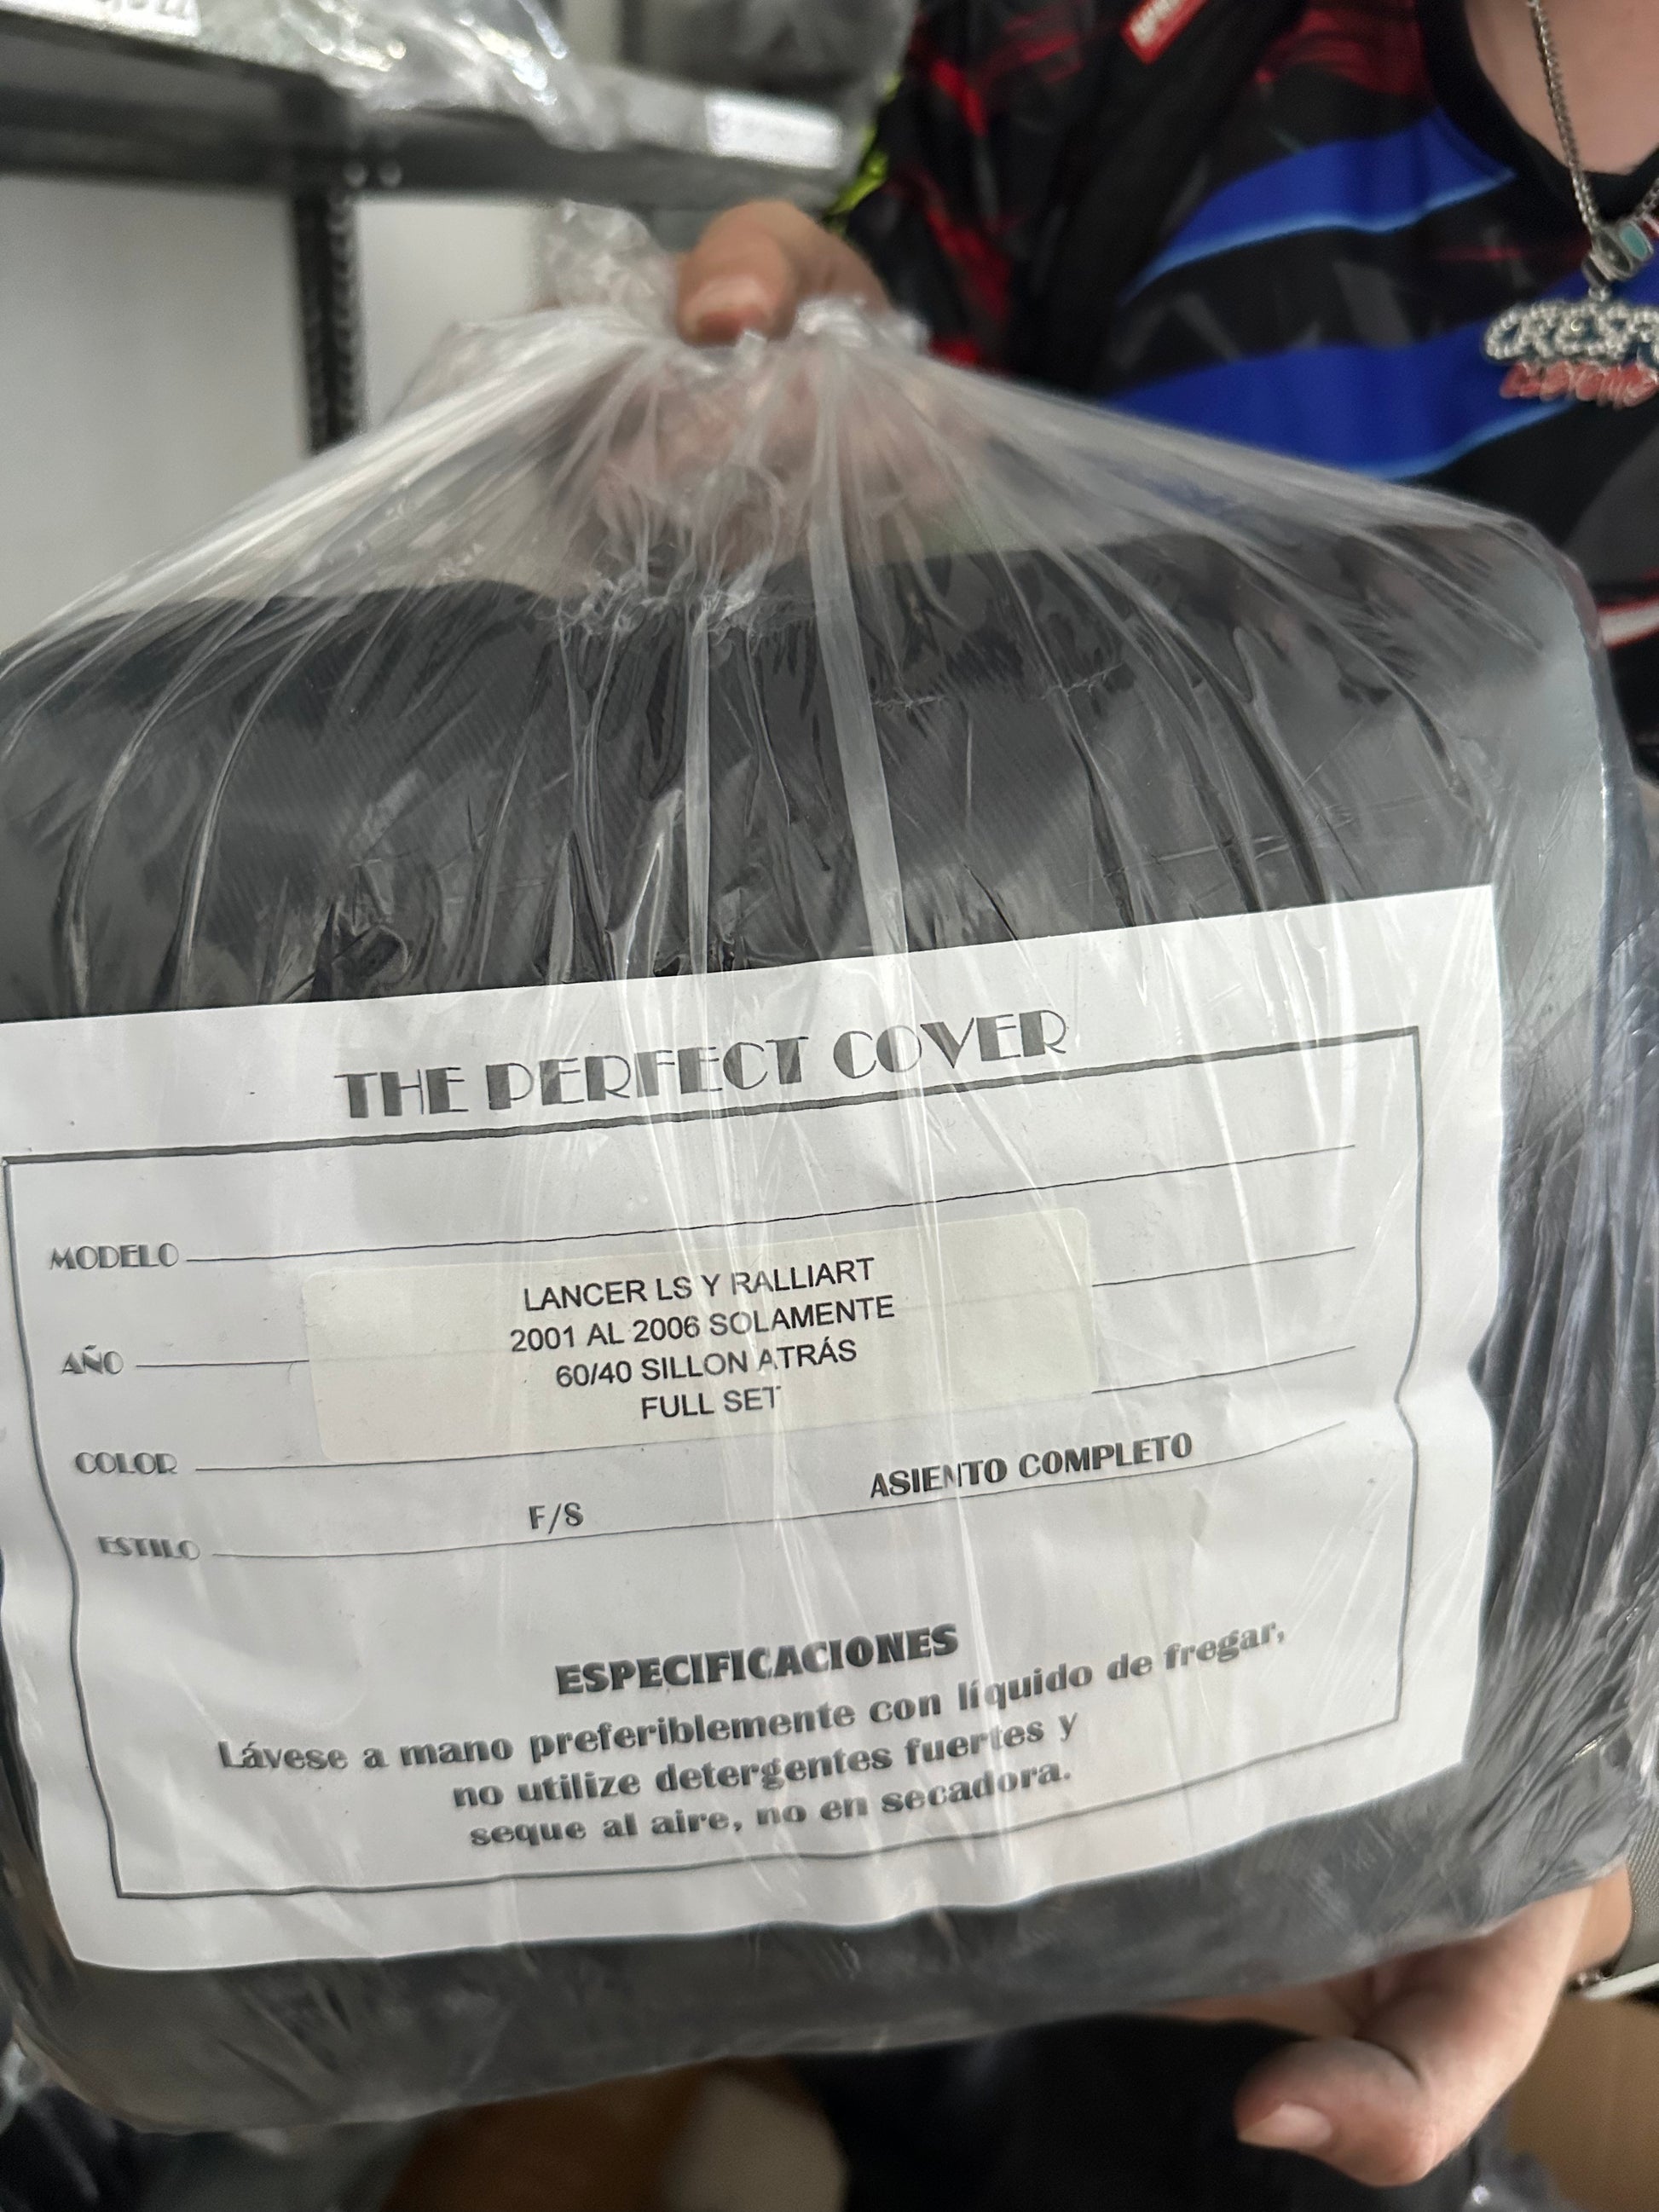 THE PERFECT COVER
MODELO
LANCER LS Y RALLIART
2001 AL 2006 SOLAMENTE
AÑO
60/40 SILLON ATRÁS
FULL SET
COLOR
F/S ASIENTO COMPLETO
ESTILO
ESPECIFICACIONES
Lávese a mano preferiblemente con líquido de fregar,
no utilize detergentes fuertes y
seque al aire, no en secadora.